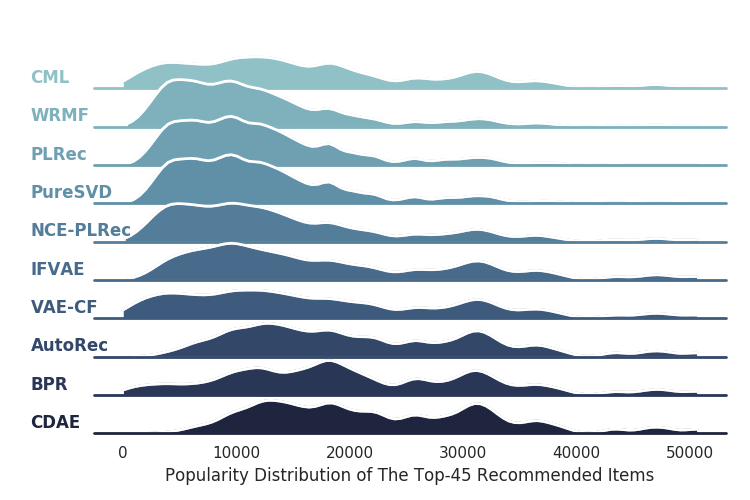 CML
WRMF
PLRec
PureSVD
NCE-PLRec
IFVAE
VAE-CF
AutoRec
BPR
CDAE
0 10000 20000 30000 40000 50000
Popularity Distribution of The Top-45 Recommended Items